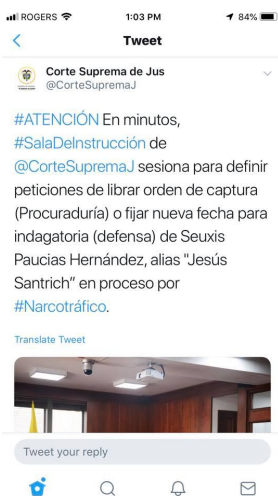 ROGERS 1:03 PM 84%
Tweet
Corte Suprema de Jus
@CorteSupremaJ
#ATENCIÓN En minutos,
#SalaDeInstrucción de
@CorteSupremaJ sesiona para definir
peticiones de librar orden de captura
(Procuraduría) o fijar nueva fecha para
indagatoria (defensa) de Seuxis
Paucias Hernández, alias "Jesús
Santrich” en proceso por
#Narcotráfico.
Translate Tweet
Tweet your reply